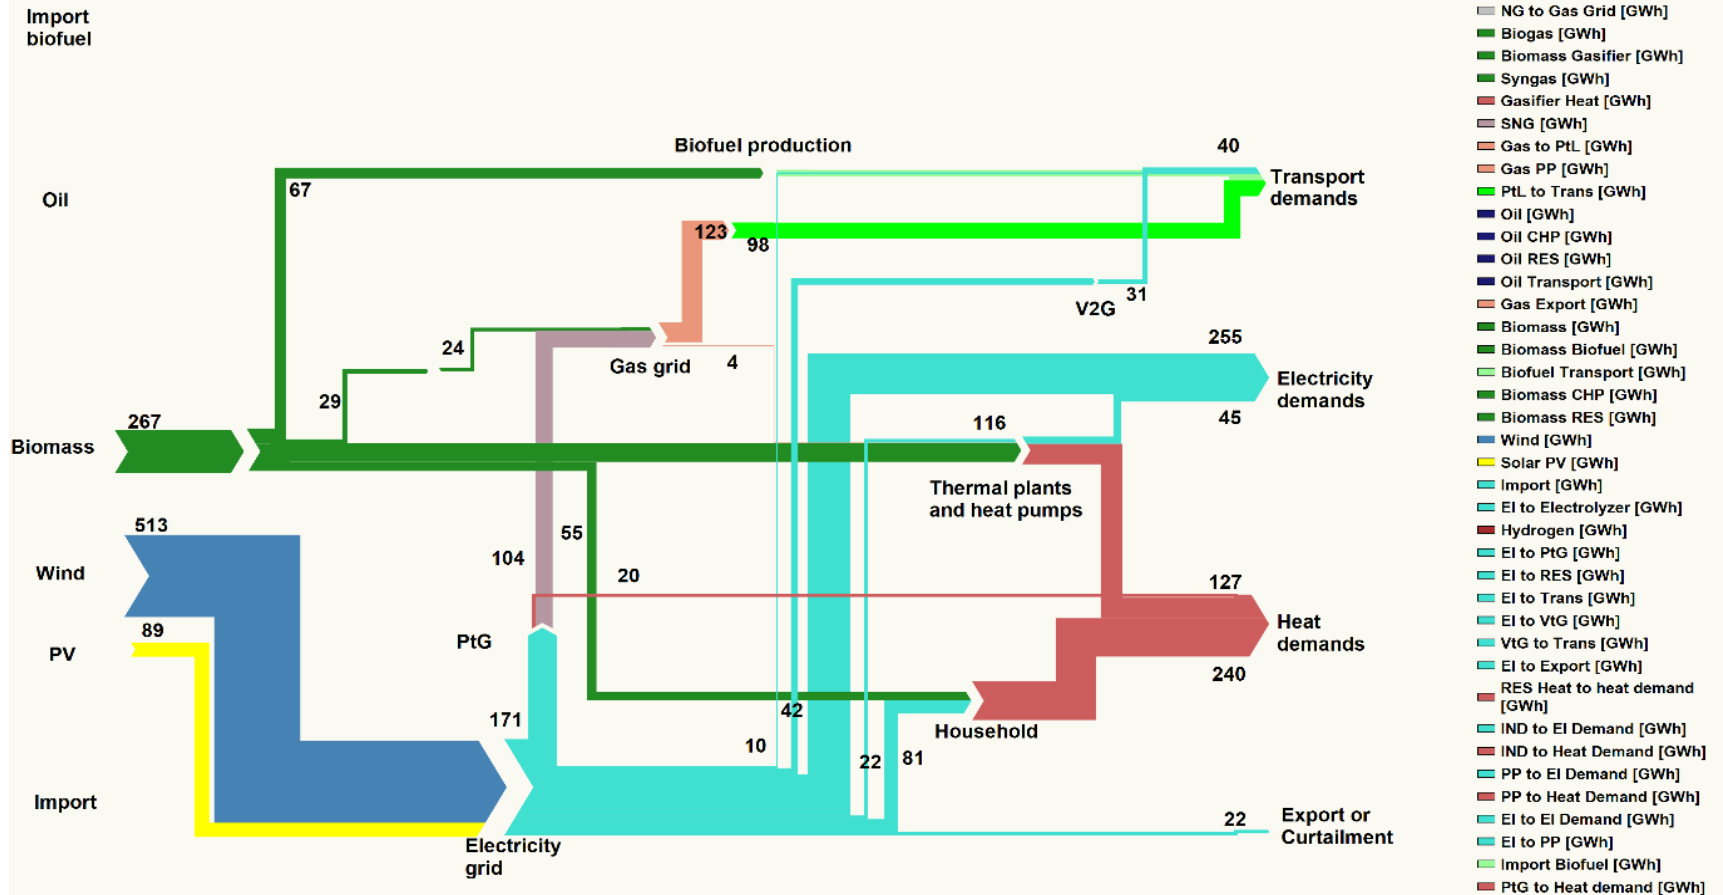 Import
biofuel
Oil
Biomass
267
Wind
513
PV
89
Import
Biofuel production
67
24
29
Gas grid
123
98
4
V2G
31
40
Transport
demands
255
Electricity
demands
45
116
Thermal plants
and heat pumps
55
104
20
PtG
171
Electricity
grid
10
42
22
81
Household
127
Heat
demands
240
22
Export or
Curtailment
NG to Gas Grid [GWh]
Biogas [GWh]
Biomass Gasifier [GWh]
Syngas [GWh]
Gasifier Heat [GWh]
SNG [GWh]
Gas to PtL [GWh]
Gas PP [GWh]
PtL to Trans [GWh]
Oil [GWh]
Oil CHP [GWh]
Oil RES [GWh]
Oil Transport [GWh]
Gas Export [GWh]
Biomass [GWh]
Biomass Biofuel [GWh]
Biofuel Transport [GWh]
Biomass CHP [GWh]
Biomass RES [GWh]
Wind [GWh]
Solar PV [GWh]
Import [GWh]
El to Electrolyzer [GWh]
Hydrogen [GWh]
El to PtG [GWh]
El to RES [GWh]
El to Trans [GWh]
El to VtG [GWh]
VtG to Trans [GWh]
El to Export [GWh]
RES Heat to heat demand
[GWh]
IND to El Demand [GWh]
IND to Heat Demand [GWh]
PP to El Demand [GWh]
PP to Heat Demand [GWh]
El to El Demand [GWh]
El to PP [GWh]
Import Biofuel [GWh]
PtG to Heat demand [GWh]